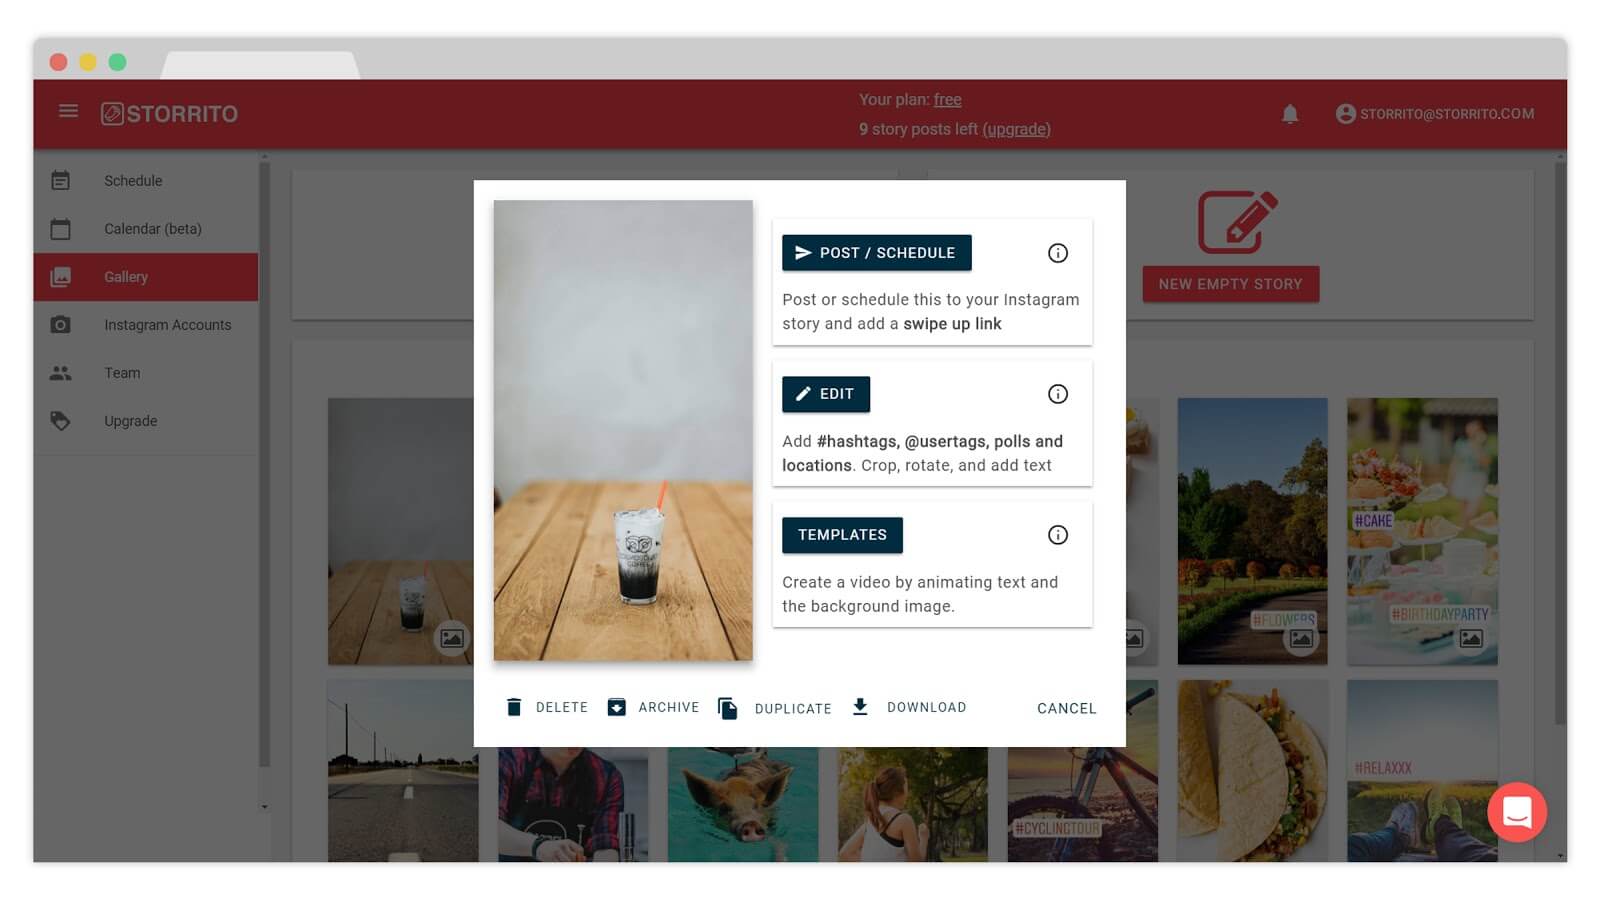 STORRITO
Your plan: free
9 story posts left (upgrade)
STORRITO@STORRITO.COM
Schedule
Calendar (beta)
Gallery
Instagram Accounts
Team
Upgrade
NEW EMPTY STORY
POST / SCHEDULE
Post or schedule this to your Instagram
story and add a swipe up link
EDIT
Add #hashtags, @usertags, polls and
locations. Crop, rotate, and add text
TEMPLATES
Create a video by animating text and
the background image.
DELETE
ARCHIVE
DUPLICATE
DOWNLOAD
CANCEL
COFFEE
#FLOWERS
#CAKE
#BIRTHDAYPARTY
#CYCLINGTOUR
#RELAXXX